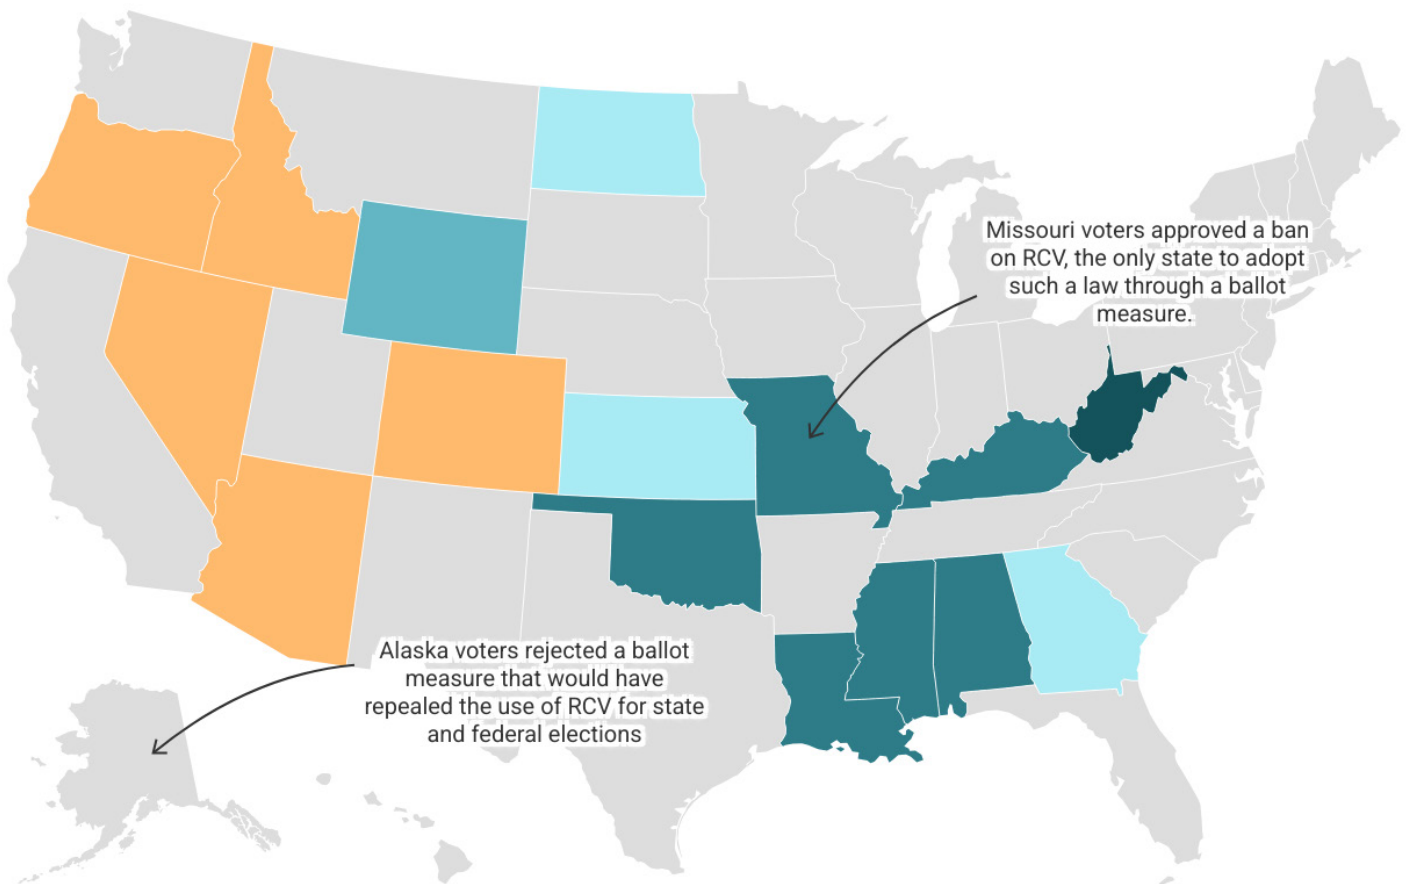 Missouri voters approved a ban
on RCV, the only state to adopt
such a law through a ballot
measure.
Alaska voters rejected a ballot
measure that would have
repealed the use of RCV for state
and federal elections